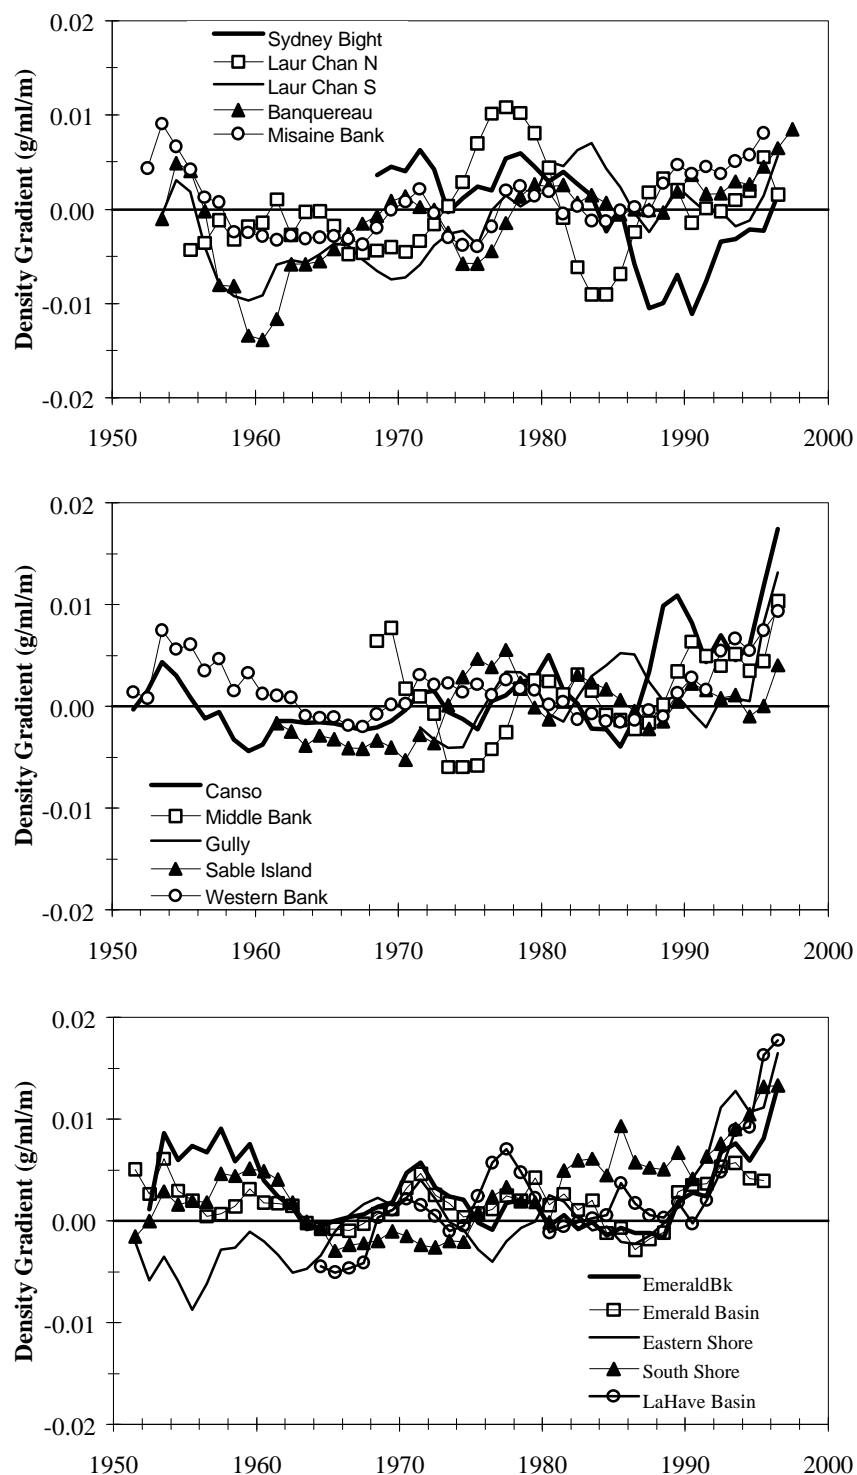 0.02
0.01
0.00
-0.01
-0.02
Density Gradient (g/ml/m)
Sydney Bight
Laur Chan N
Laur Chan S
Banquereau
Misaine Bank
1950 1960 1970 1980 1990 2000
0.02
0.01
0.00
-0.01
-0.02
Density Gradient (g/ml/m)
Canso
Middle Bank
Gully
Sable Island
Western Bank
1950 1960 1970 1980 1990 2000
0.02
0.01
0.00
-0.01
-0.02
Density Gradient (g/ml/m)
EmeraldBk
Emerald Basin
Eastern Shore
South Shore
LaHave Basin
1950 1960 1970 1980 1990 2000